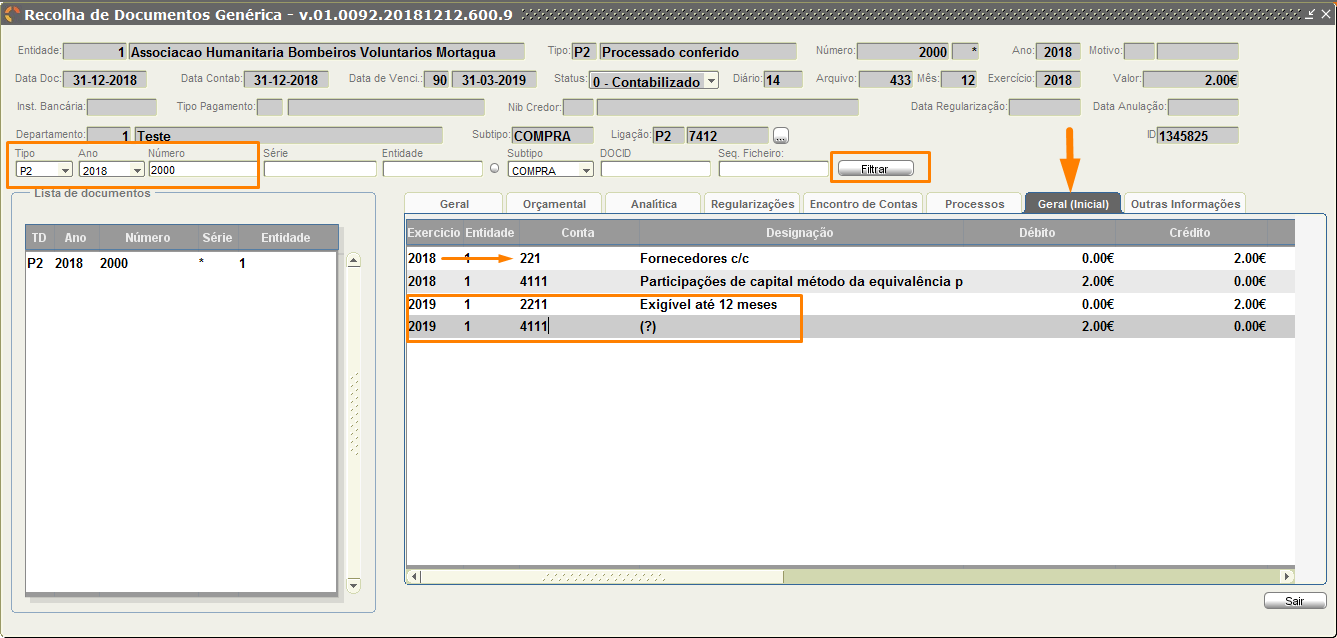 Recolha de Documentos Genérica - v.01.0092.20181212.600.9
Entidade: 1 Associacao Humanitaria Bombeiros Voluntarios Mortagua Tipo: P2 Processado conferido Número: 2000 * Ano: 2018 Motivo:
Data Doc: 31-12-2018 Data Contab: 31-12-2018 Data de Venci.: 90 31-03-2019 Status: 0 - Contabilizado Diário: 14 Arquivo: 433 Mês: 12 Exercício: 2018 Valor: 2.00€
Inst. Bancária: Tipo Pagamento: Nib Credor: Data Regularização: Data Anulação:
Departamento: 1 Teste Subtipo: COMPRA Ligação: P2 7412 ... ID 1345825
Tipo Ano Número Série Entidade Subtipo DOCID Seq. Ficheiro:
P2 2018 2000 COMPRA Filtrar
Lista de documentos
Geral Orçamental Analítica Regularizações Encontro de Contas Processos Geral (Inicial) Outras Informações
TD Ano Número Série Entidade
P2 2018 2000 * 1
Exercicio Entidade Conta Designação Débito Crédito
2018 1 221 Fornecedores c/c 0.00€ 2.00€
2018 1 4111 Participações de capital método da equivalência p 2.00€ 0.00€
2019 1 2211 Exigível até 12 meses 0.00€ 2.00€
2019 1 4111 (?) 2.00€ 0.00€
Sair